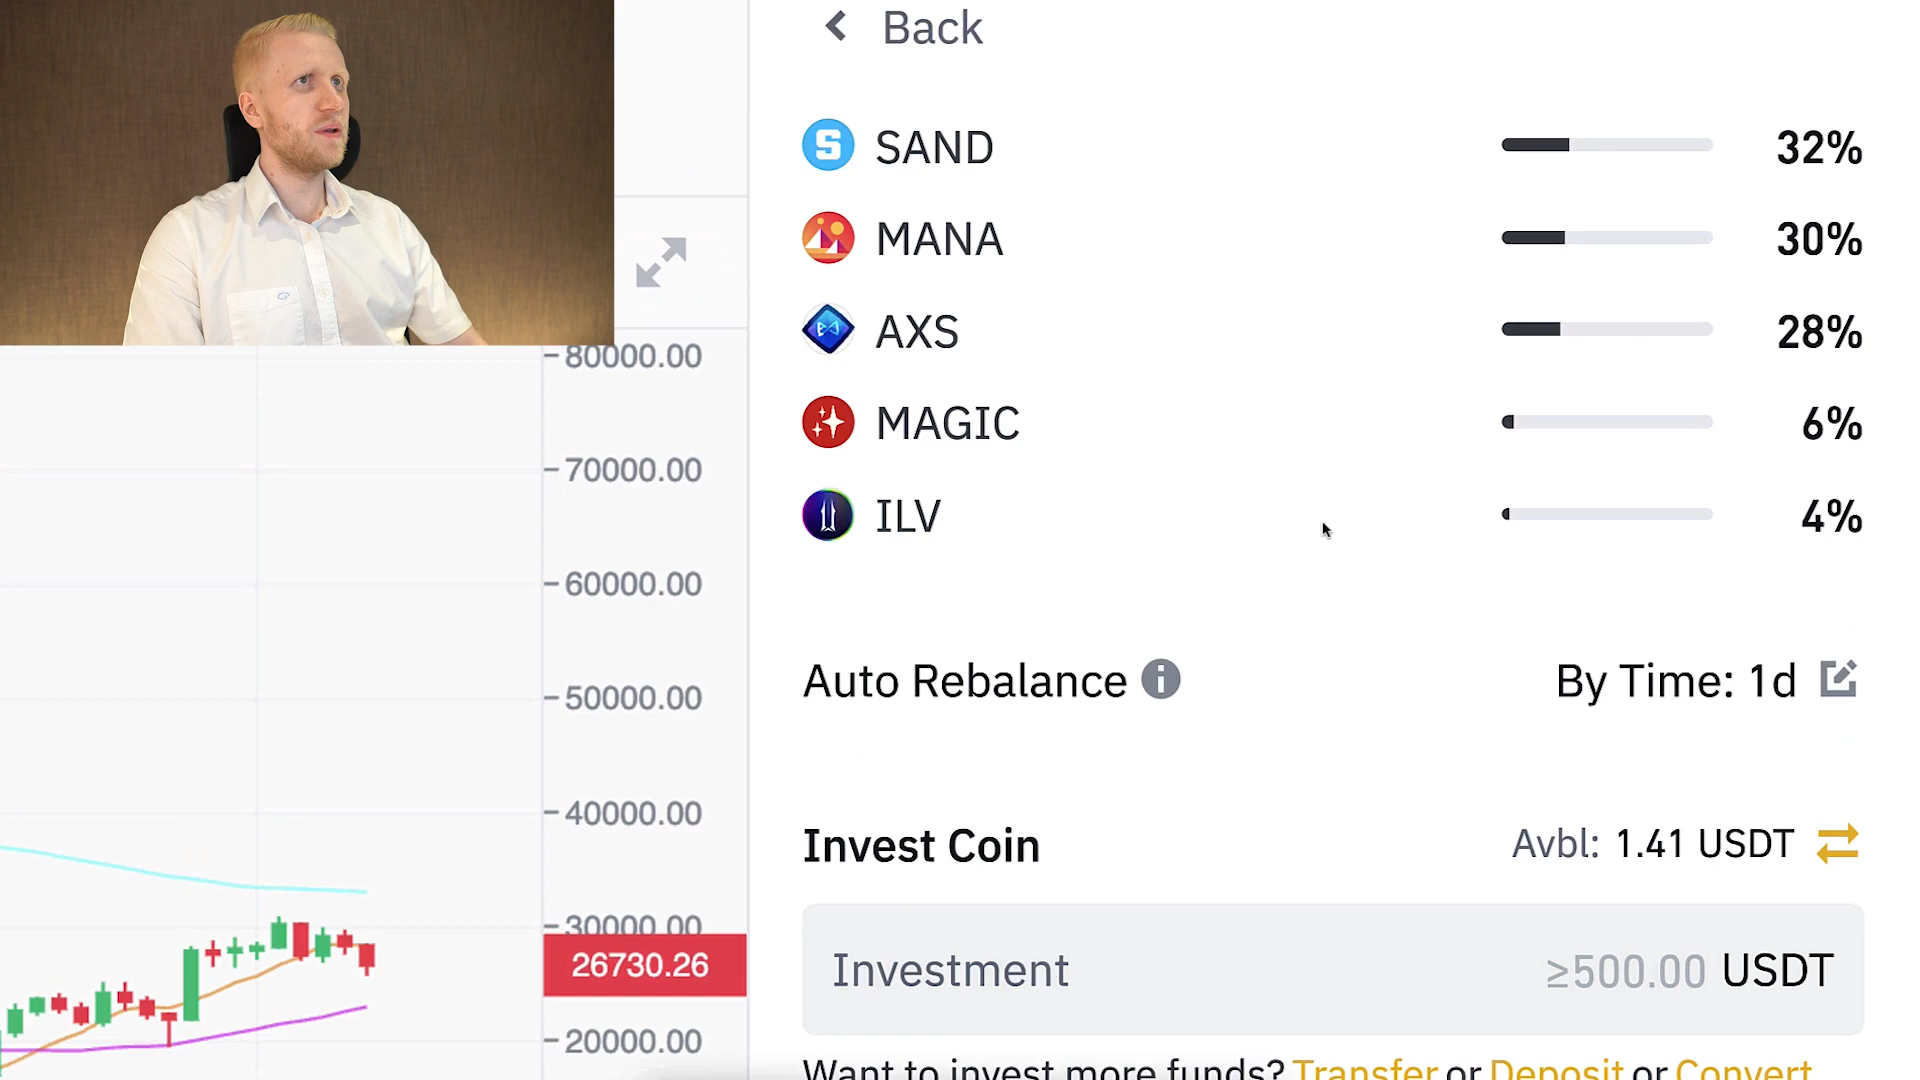 Back
SAND 32%
MANA 30%
AXS 28%
MAGIC 6%
ILV 4%
Auto Rebalance By Time: 1d
Invest Coin Avbl: 1.41 USDT
Investment ≥500.00 USDT
Want to invest more funds? Transfer or Deposit or Convert
80000.00
70000.00
60000.00
50000.00
40000.00
30000.00
26730.26
20000.00